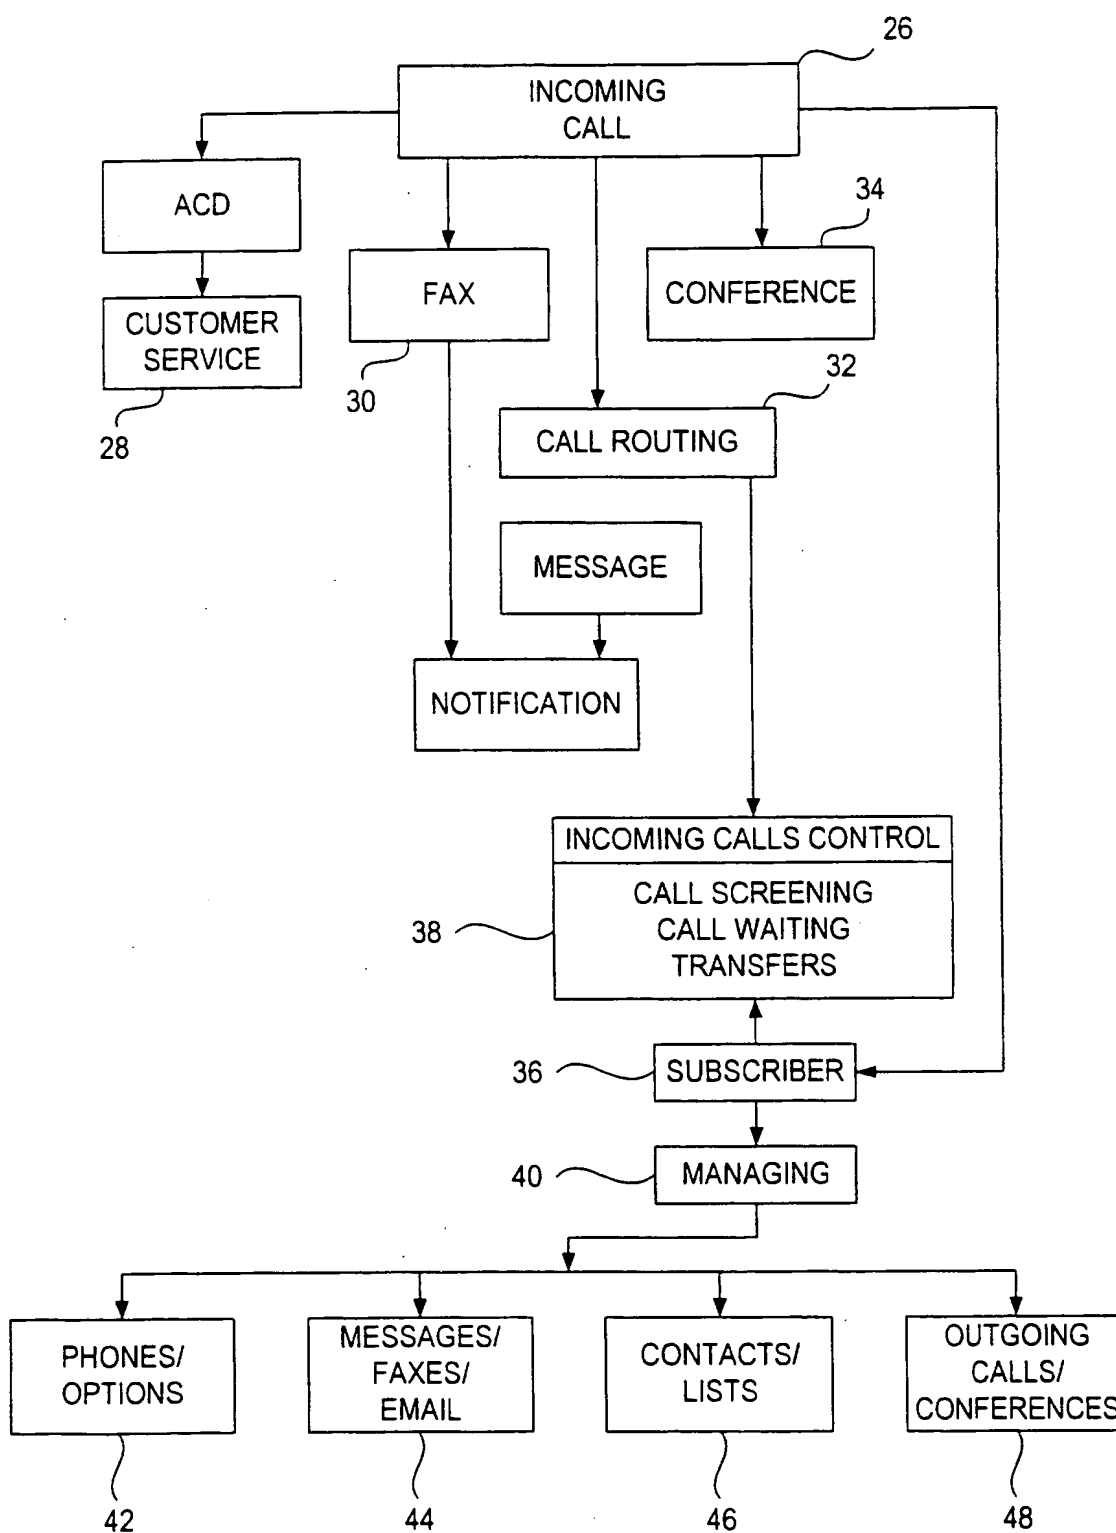 26
INCOMING
CALL
ACD
34
FAX
CONFERENCE
CUSTOMER
SERVICE
30
32
28
CALL ROUTING
MESSAGE
NOTIFICATION
INCOMING CALLS CONTROL
38
CALL SCREENING
CALL WAITING
TRANSFERS
36
SUBSCRIBER
40
MANAGING
PHONES/
OPTIONS
MESSAGES/
FAXES/
EMAIL
CONTACTS/
LISTS
OUTGOING
CALLS/
CONFERENCES
42
44
46
48